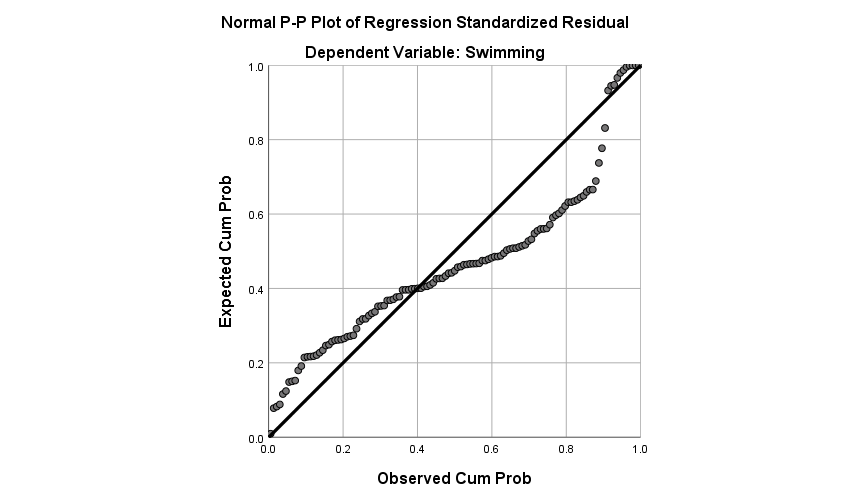 Normal P-P Plot of Regression Standardized Residual
Dependent Variable: Swimming
Expected Cum Prob
1.0
0.8
0.6
0.4
0.2
0.0
0.0 0.2 0.4 0.6 0.8 1.0
Observed Cum Prob